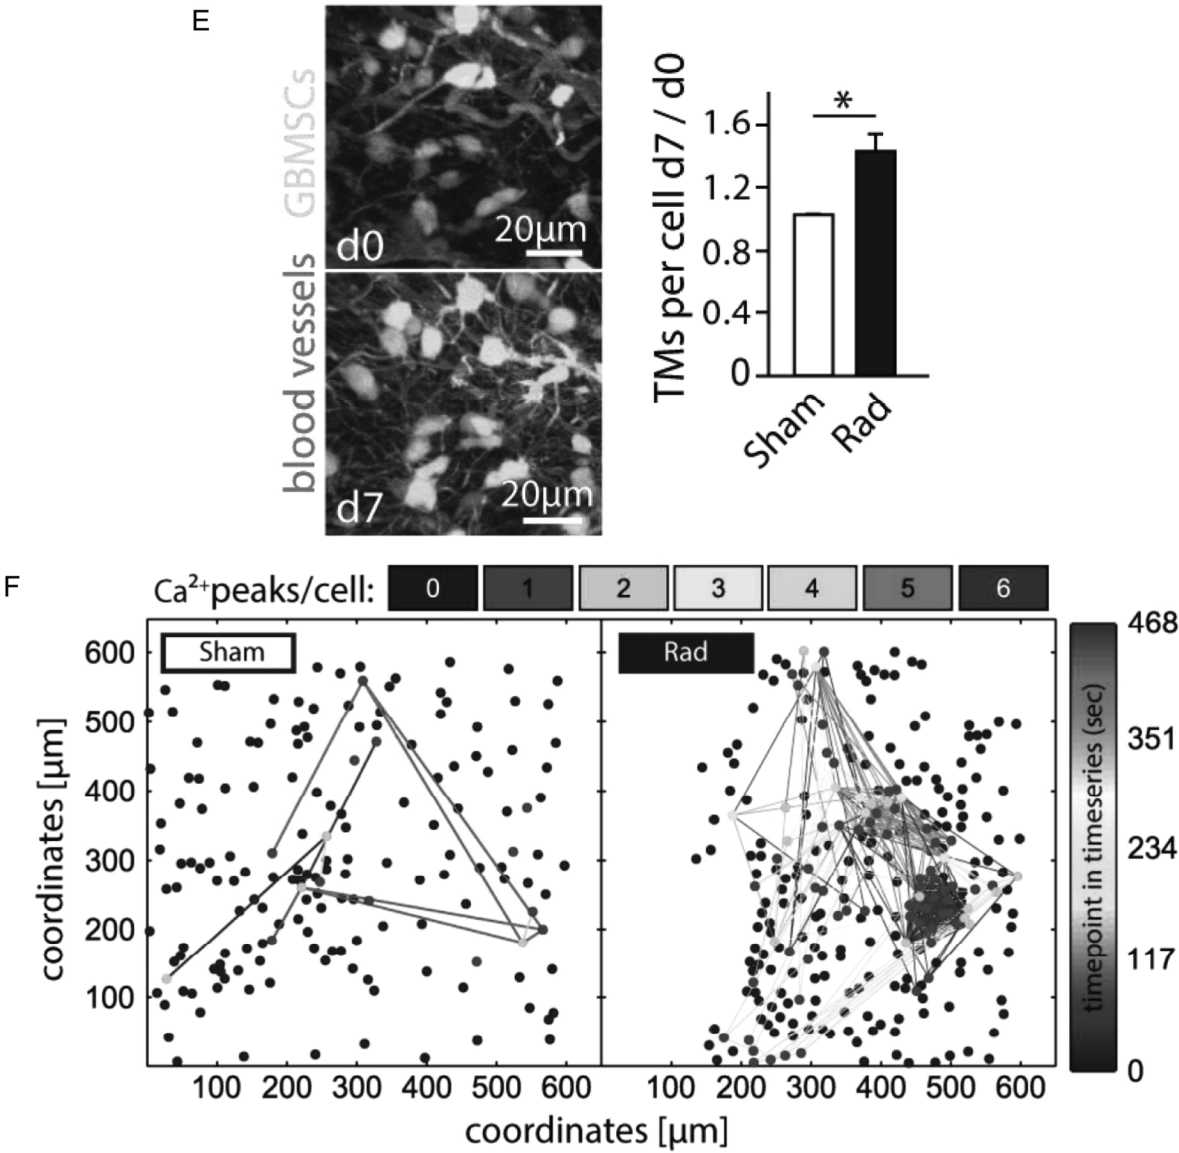 E
GBMSCs
blood vessels
d0
20μm
d7
20μm
TMs per cell d7 / d0
*
1.6
1.2
0.8
0.4
0
Sham
Rad
F
Ca²⁺peaks/cell:
0 1 2 3 4 5 6
Sham
Rad
coordinates [μm]
600
500
400
300
200
100
100 200 300 400 500 600
100 200 300 400 500 600
coordinates [μm]
timepoint in timeseries (sec)
468
351
234
117
0